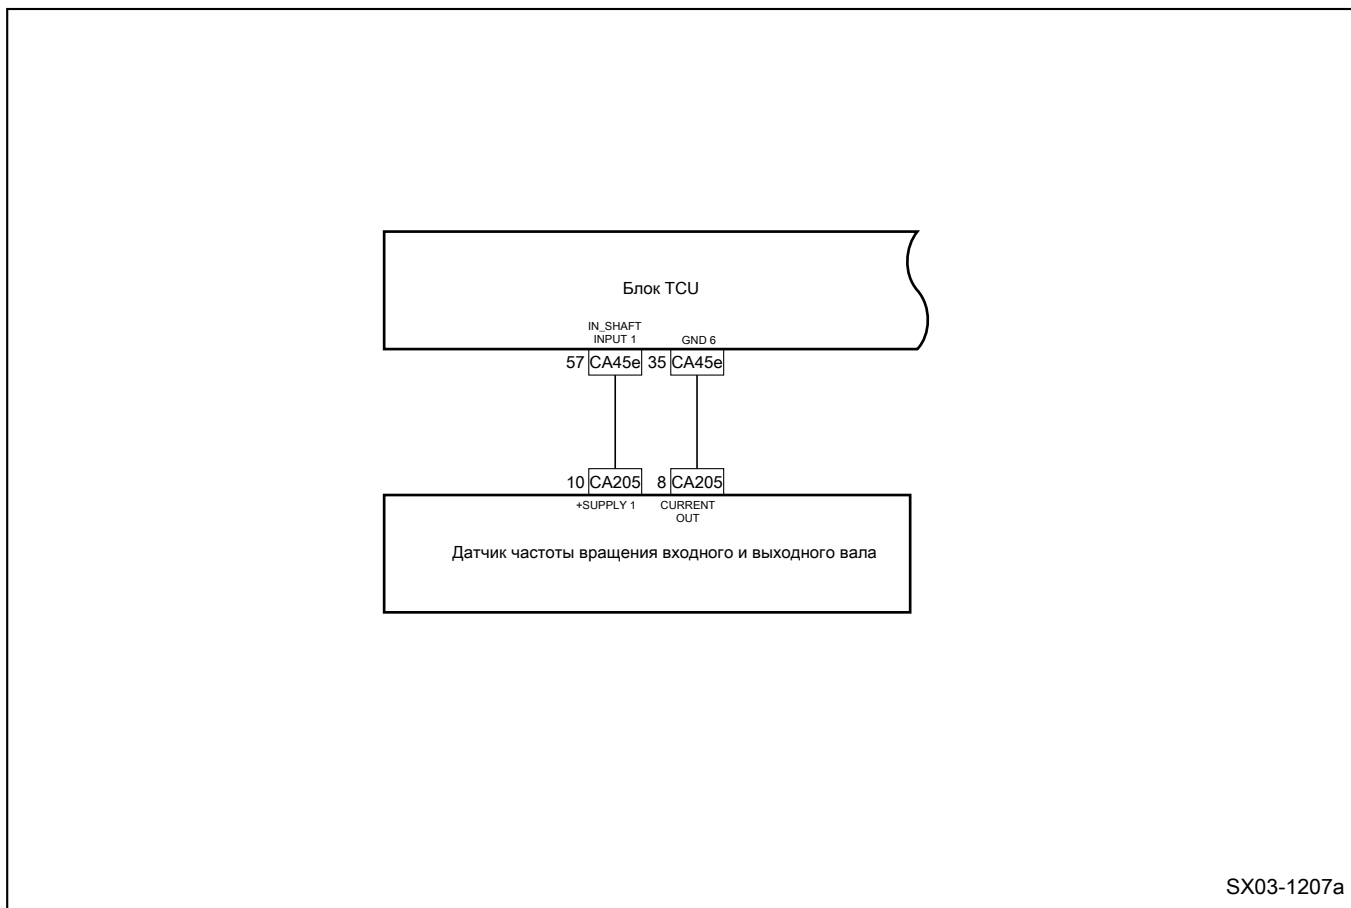 Блок TCU
IN_SHAFT
INPUT 1
GND 6
57 CA45e 35 CA45e
10 CA205 8 CA205
+SUPPLY 1
CURRENT
OUT
Датчик частоты вращения входного и выходного вала
SX03-1207a